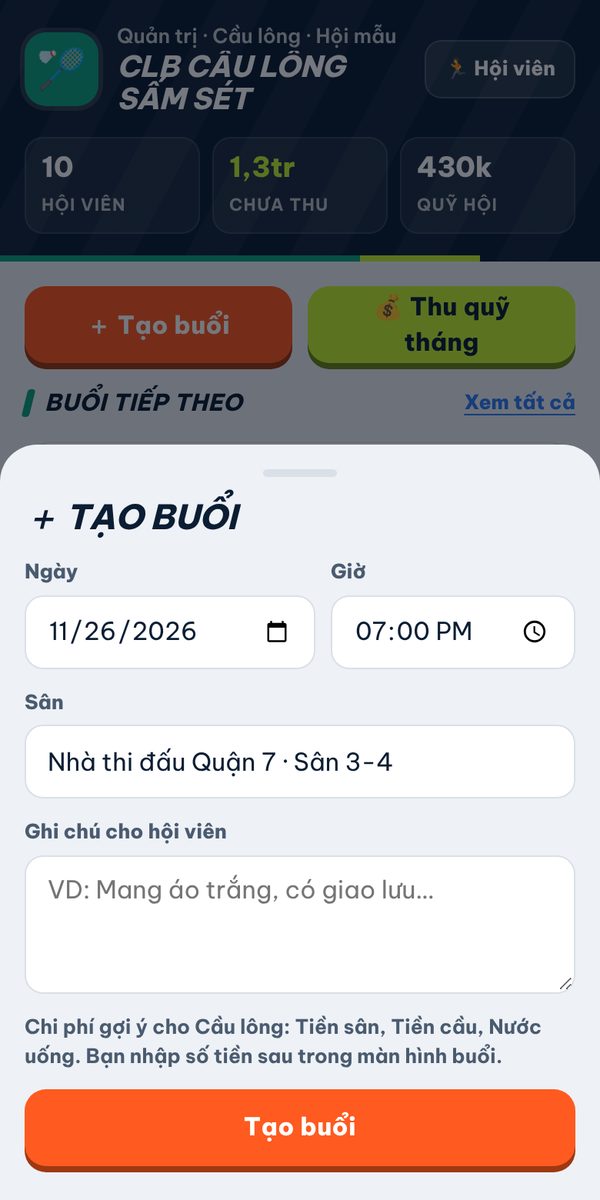 Quản trị · Cầu lông · Hội mẫu
CLB CẦU LÔNG
SẤM SÉT
Hội viên
10
HỘI VIÊN
1,3tr
CHƯA THU
430k
QUỸ HỘI
+ Tạo buổi
Thu quỹ
tháng
BUỔI TIẾP THEO
Xem tất cả
+ TẠO BUỔI
Ngày
Giờ
11/26/2026
07:00 PM
Sân
Nhà thi đấu Quận 7 · Sân 3-4
Ghi chú cho hội viên
VD: Mang áo trắng, có giao lưu...
Chi phí gợi ý cho Cầu lông: Tiền sân, Tiền cầu, Nước
uống. Bạn nhập số tiền sau trong màn hình buổi.
Tạo buổi